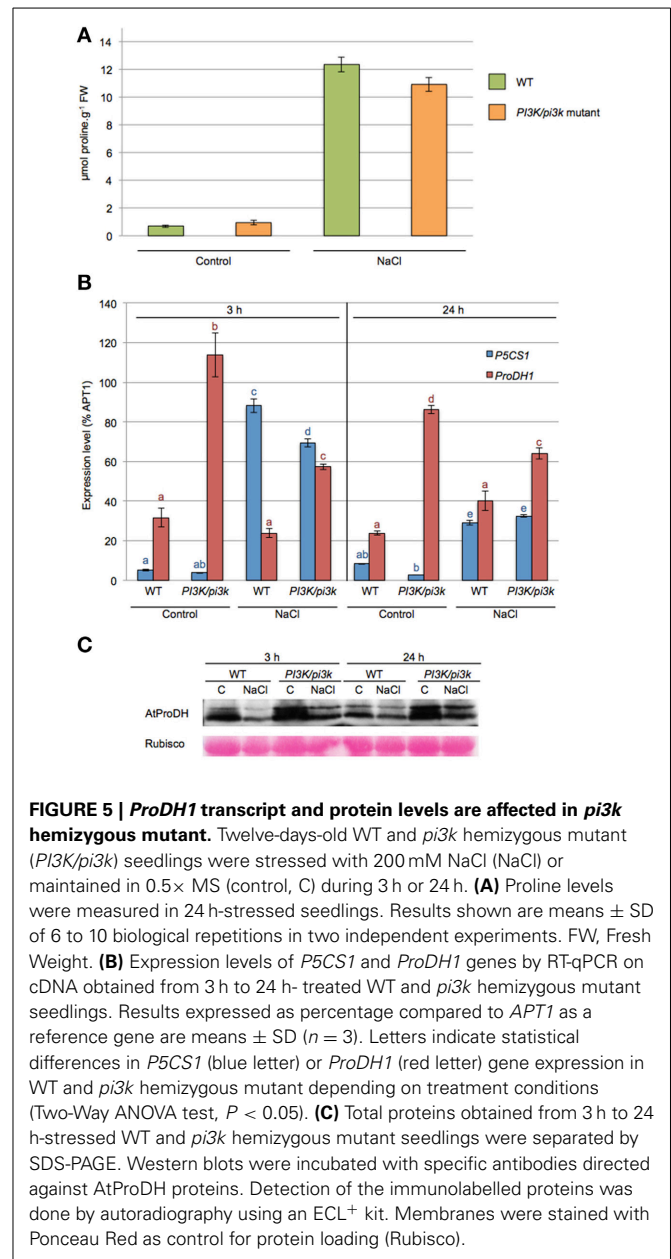 A
14
12
10
8
6
4
2
0
µmol proline.g⁻¹ FW
WT
PI3K/pi3k mutant
Control
NaCl
B
140
120
100
80
60
40
20
0
Expression level (% APT1)
3 h
24 h
P5CS1
ProDH1
a
a
ab
b
c
a
d
c
ab
a
b
d
e
a
e
c
WT
PI3K/pi3k
WT
PI3K/pi3k
WT
PI3K/pi3k
WT
PI3K/pi3k
Control
NaCl
Control
NaCl
C
3 h
24 h
WT
PI3K/pi3k
WT
PI3K/pi3k
C NaCl C NaCl C NaCl C NaCl
AtProDH
Rubisco
FIGURE 5 | ProDH1 transcript and protein levels are affected in pi3k
hemizygous mutant. Twelve-days-old WT and pi3k hemizygous mutant
(PI3K/pi3k) seedlings were stressed with 200 mM NaCl (NaCl) or
maintained in 0.5× MS (control, C) during 3 h or 24 h. (A) Proline levels
were measured in 24 h-stressed seedlings. Results shown are means ± SD
of 6 to 10 biological repetitions in two independent experiments. FW, Fresh
Weight. (B) Expression levels of P5CS1 and ProDH1 genes by RT-qPCR on
cDNA obtained from 3 h to 24 h- treated WT and pi3k hemizygous mutant
seedlings. Results expressed as percentage compared to APT1 as a
reference gene are means ± SD (n = 3). Letters indicate statistical
differences in P5CS1 (blue letter) or ProDH1 (red letter) gene expression in
WT and pi3k hemizygous mutant depending on treatment conditions
(Two-Way ANOVA test, P < 0.05). (C) Total proteins obtained from 3 h to 24
h-stressed WT and pi3k hemizygous mutant seedlings were separated by
SDS-PAGE. Western blots were incubated with specific antibodies directed
against AtProDH proteins. Detection of the immunolabelled proteins was
done by autoradiography using an ECL⁺ kit. Membranes were stained with
Ponceau Red as control for protein loading (Rubisco).